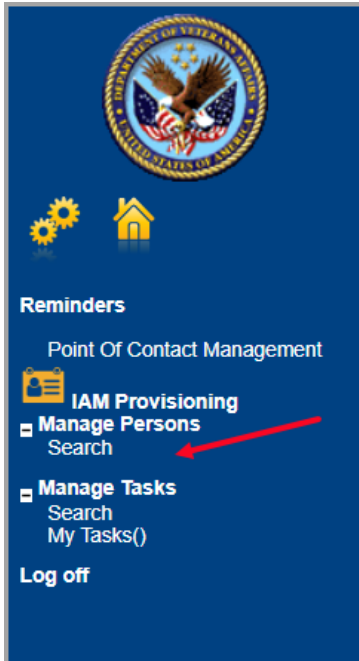 DEPARTMENT OF VETERANS AFFAIRS
UNITED STATES OF AMERICA
Reminders
Point Of Contact Management
IAM Provisioning
Manage Persons
Search
Manage Tasks
Search
My Tasks()
Log off